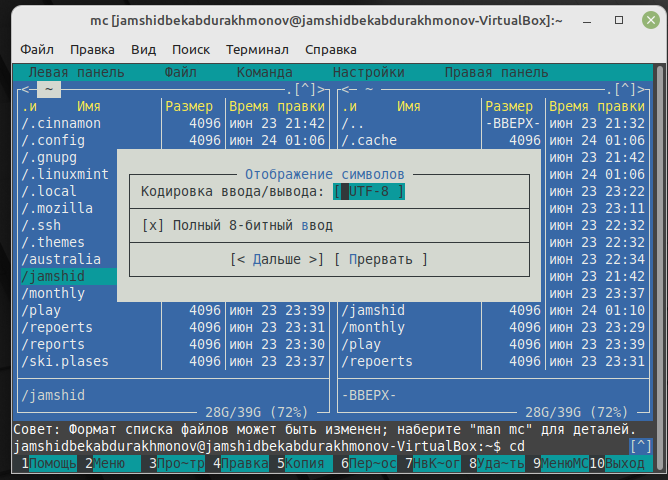 mc [jamshidbekabdurakhmonov@jamshidbekabdurakhmonov-VirtualBox]:~
Файл Правка Вид Поиск Терминал Справка
Левая панель Файл Команда Настройки Правая панель
<─ ~ ─.[^]> <─ ~ ─.[^]>
.и Имя Размер Время правки .и Имя Размер Время правки
/.cinnamon 4096 июн 23 21:42 /.. -ВВЕРХ- июн 23 21:32
/.config 4096 июн 24 01:06 /.cache 4096 июн 24 01:06
/.gnupg июн 23 21:42
/.linuxmint июн 24 01:06
/.local июн 23 23:22
/.mozilla июн 23 23:11
/.ssh июн 23 22:32
/.themes июн 23 22:32
/australia июн 23 22:34
/jamshid июн 23 21:42
/monthly июн 23 23:37
Отображение символов
Кодировка ввода/вывода: [ UTF-8 ]
[x] Полный 8-битный ввод
[< Дальше >] [ Прервать ]
/play 4096 июн 23 23:39 /jamshid 4096 июн 24 01:10
/repoerts 4096 июн 23 23:31 /monthly 4096 июн 23 23:29
/reports 4096 июн 23 23:30 /play 4096 июн 23 23:39
/ski.plases 4096 июн 23 23:37 /repoerts 4096 июн 23 23:31
/jamshid -ВВЕРХ-
28G/39G (72%) 28G/39G (72%)
Совет: Формат списка файлов может быть изменен; наберите "man mc" для деталей.
jamshidbekabdurakhmonov@jamshidbekabdurakhmonov-VirtualBox:~$ cd [^]
1Помощь 2Меню 3Про~тр 4Правка 5Копия 6Пер~ос 7НвК~ог 8Уда~ть 9МенюMC 10Выход